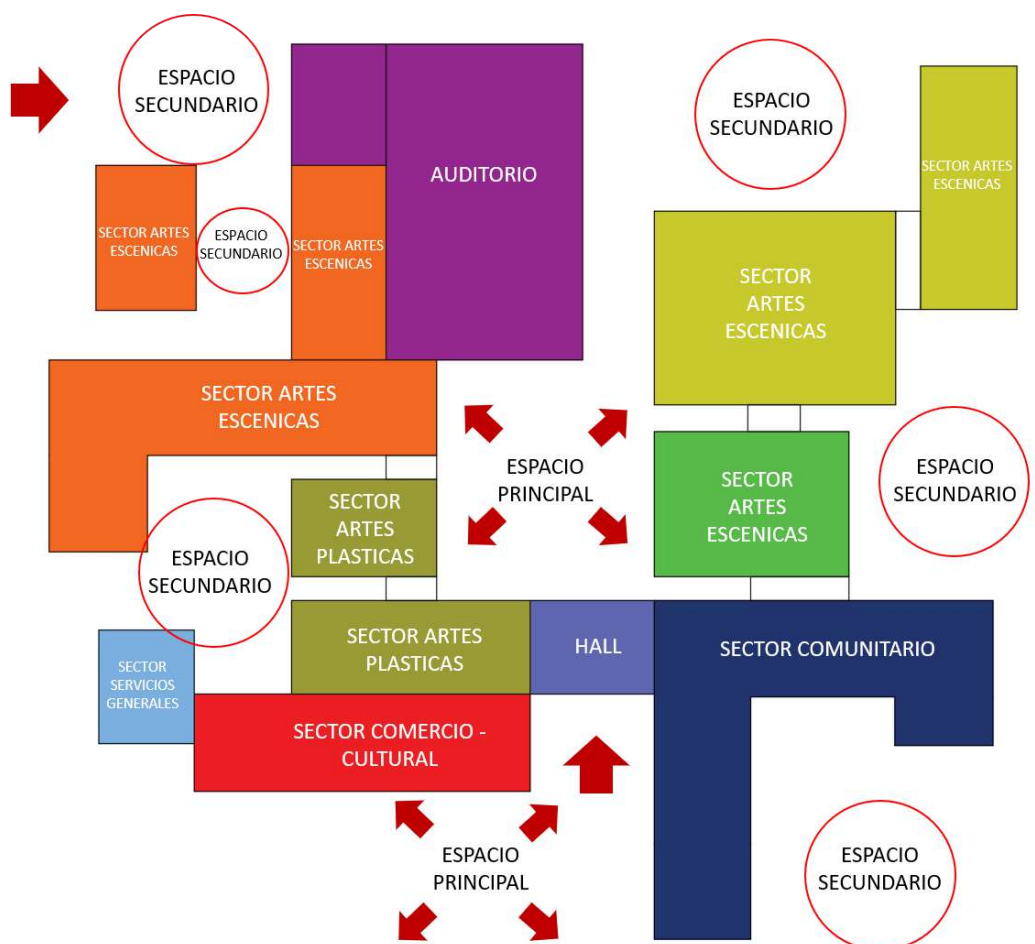 ESPACIO
SECUNDARIO
ESPACIO
SECUNDARIO
AUDITORIO
SECTOR ARTES
ESCENICAS
SECTOR ARTES
ESCENICAS
ESPACIO
SECUNDARIO
SECTOR ARTES
ESCENICAS
SECTOR
ARTES
ESCENICAS
SECTOR ARTES
ESCENICAS
ESPACIO
PRINCIPAL
ESPACIO
SECUNDARIO
SECTOR
ARTES
PLASTICAS
SECTOR
ARTES
ESCENICAS
ESPACIO
SECUNDARIO
SECTOR ARTES
PLASTICAS
HALL
SECTOR COMUNITARIO
SECTOR
SERVICIOS
GENERALES
SECTOR COMERCIO -
CULTURAL
ESPACIO
PRINCIPAL
ESPACIO
SECUNDARIO